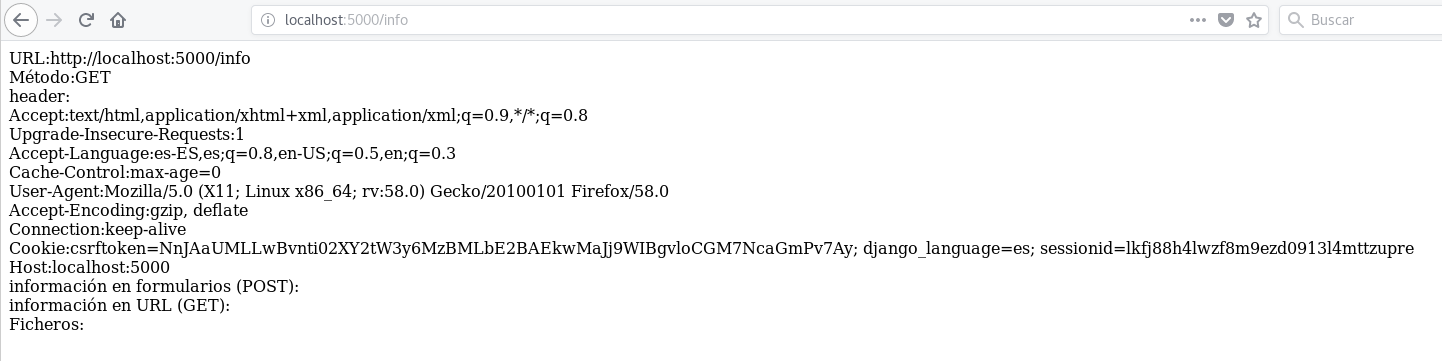 localhost:5000/info
Buscar
URL:http://localhost:5000/info
Método:GET
header:
Accept:text/html,application/xhtml+xml,application/xml;q=0.9,*/*;q=0.8
Upgrade-Insecure-Requests:1
Accept-Language:es-ES,es;q=0.8,en-US;q=0.5,en;q=0.3
Cache-Control:max-age=0
User-Agent:Mozilla/5.0 (X11; Linux x86_64; rv:58.0) Gecko/20100101 Firefox/58.0
Accept-Encoding:gzip, deflate
Connection:keep-alive
Cookie:csrftoken=NnJAaUMLLwBvnti02XY2tW3y6MzBMLbE2BAEkwMaJj9WIBgvloCGM7NcaGmPv7Ay; django_language=es; sessionid=lkfj88h4lwzf8m9ezd0913l4mttzupre
Host:localhost:5000
información en formularios (POST):
información en URL (GET):
Ficheros: